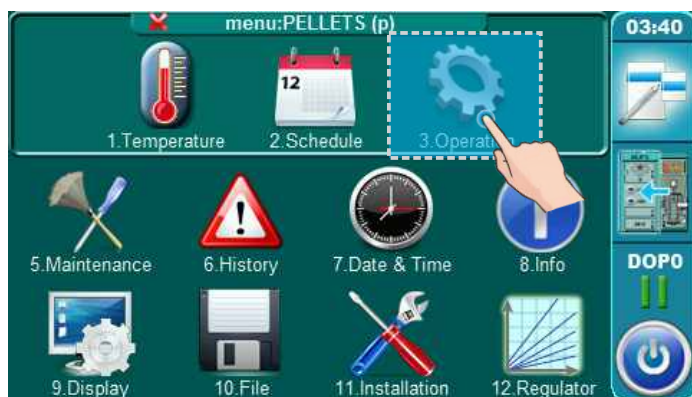 menu:PELLETS (p)
03:40
12
1.Temperature
2.Schedule
3.Operation
5.Maintenance
6.History
7.Date & Time
8.Info
DOP0
9.Display
10.File
11.Installation
12.Regulator